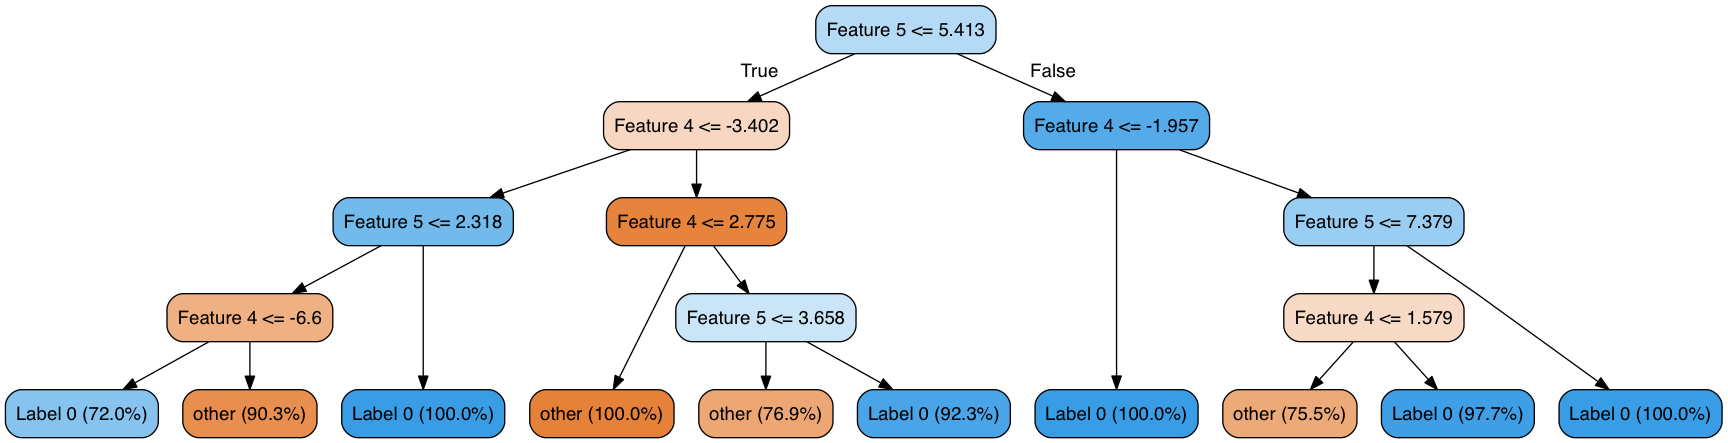 Feature 5 <= 5.413
True
False
Feature 4 <= -3.402
Feature 4 <= -1.957
Feature 5 <= 2.318
Feature 4 <= 2.775
Feature 5 <= 7.379
Feature 4 <= -6.6
Feature 5 <= 3.658
Feature 4 <= 1.579
Label 0 (72.0%)
other (90.3%)
Label 0 (100.0%)
other (100.0%)
other (76.9%)
Label 0 (92.3%)
Label 0 (100.0%)
other (75.5%)
Label 0 (97.7%)
Label 0 (100.0%)